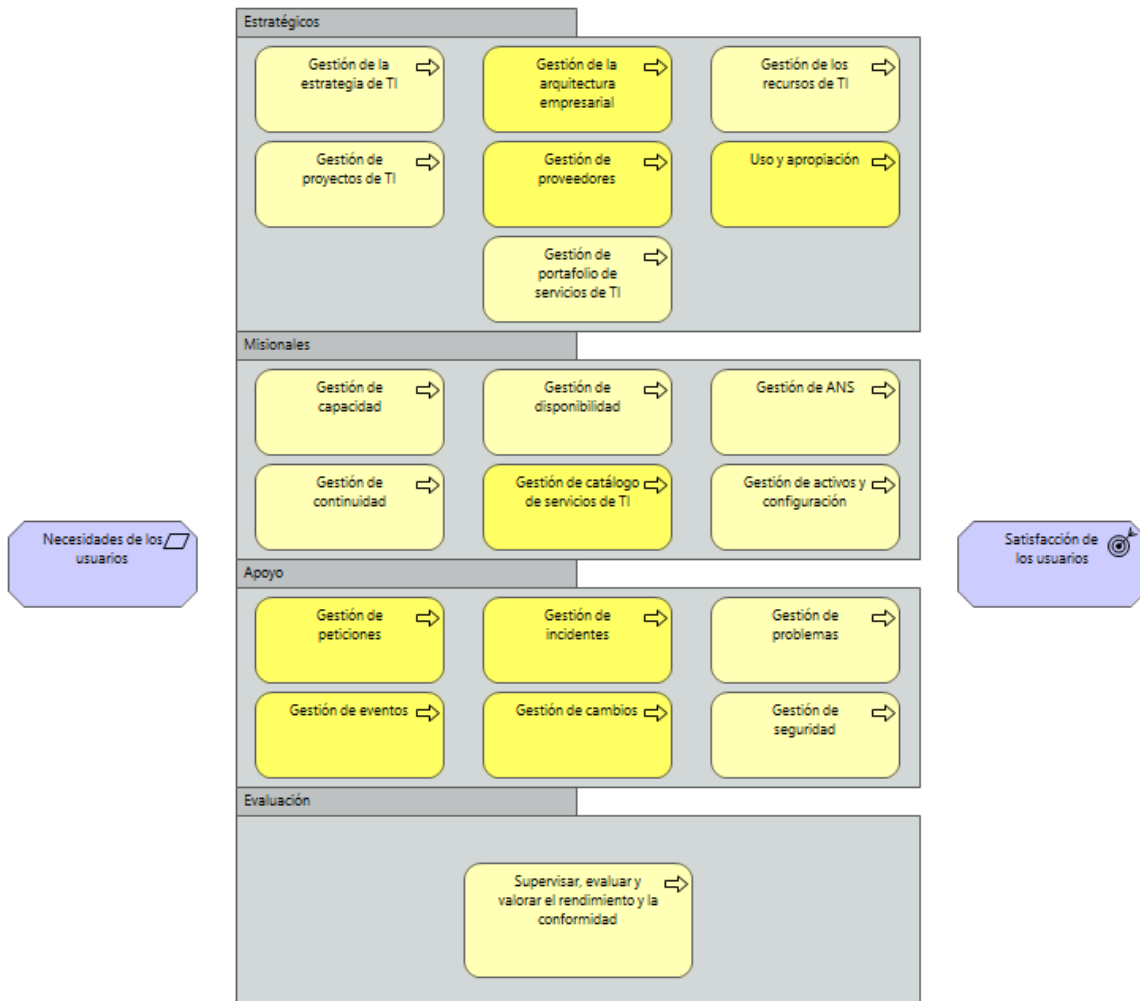 Estratégicos
Gestión de la
estrategia de TI
Gestión de la
arquitectura
empresarial
Gestión de los
recursos de TI
Gestión de
proyectos de TI
Gestión de
proveedores
Uso y apropiación
Gestión de
portafolio de
servicios de TI
Misionales
Gestión de
capacidad
Gestión de
disponibilidad
Gestión de ANS
Gestión de
continuidad
Gestión de catálogo
de servicios de TI
Gestión de activos y
configuración
Necesidades de los
usuarios
Satisfacción de
los usuarios
Apoyo
Gestión de
peticiones
Gestión de
incidentes
Gestión de
problemas
Gestión de eventos
Gestión de cambios
Gestión de
seguridad
Evaluación
Supervisar, evaluar y
valorar el rendimiento y la
conformidad